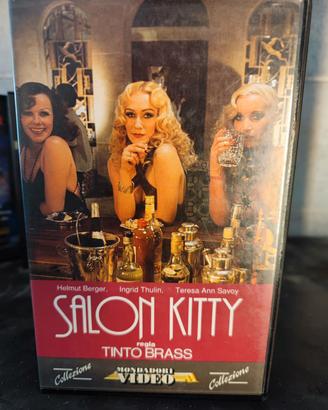 Helmut Berger, Ingrid Thulin, Teresa Ann Savoy
SALON KITTY
regia
TINTO BRASS
Collezione MONDADORI Collezione
VIDEO